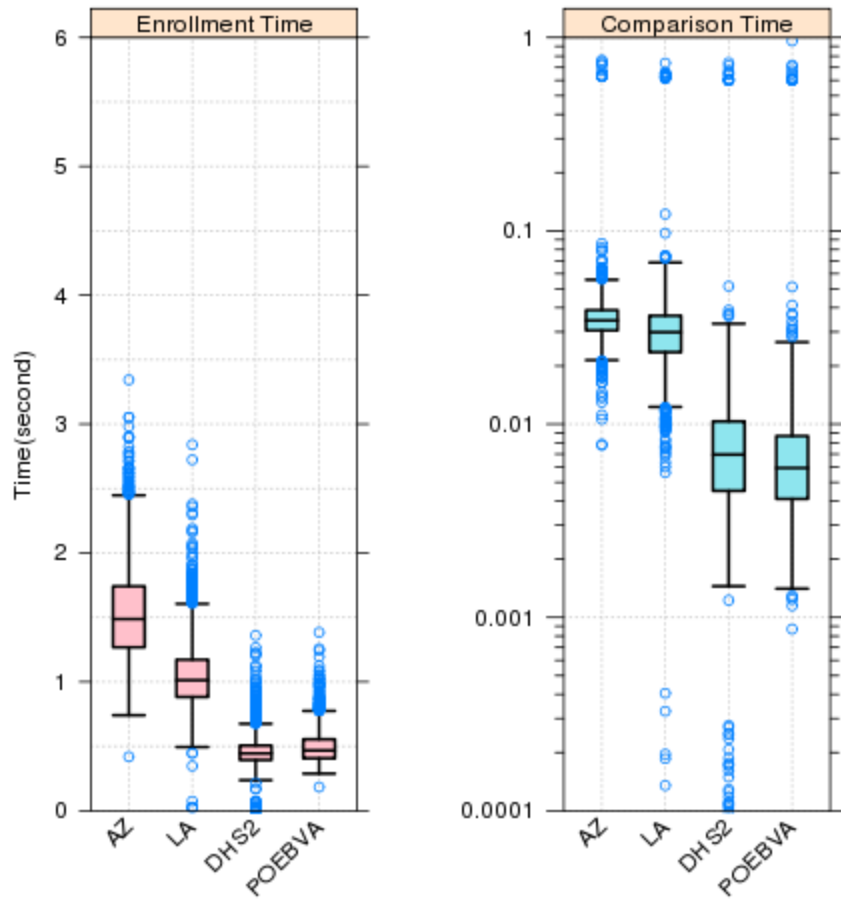 Enrollment Time
Time(second)
6
5
4
3
2
1
0
AZ
LA
DHS2
POEBVA
Comparison Time
1
0.1
0.01
0.001
0.0001
AZ
LA
DHS2
POEBVA